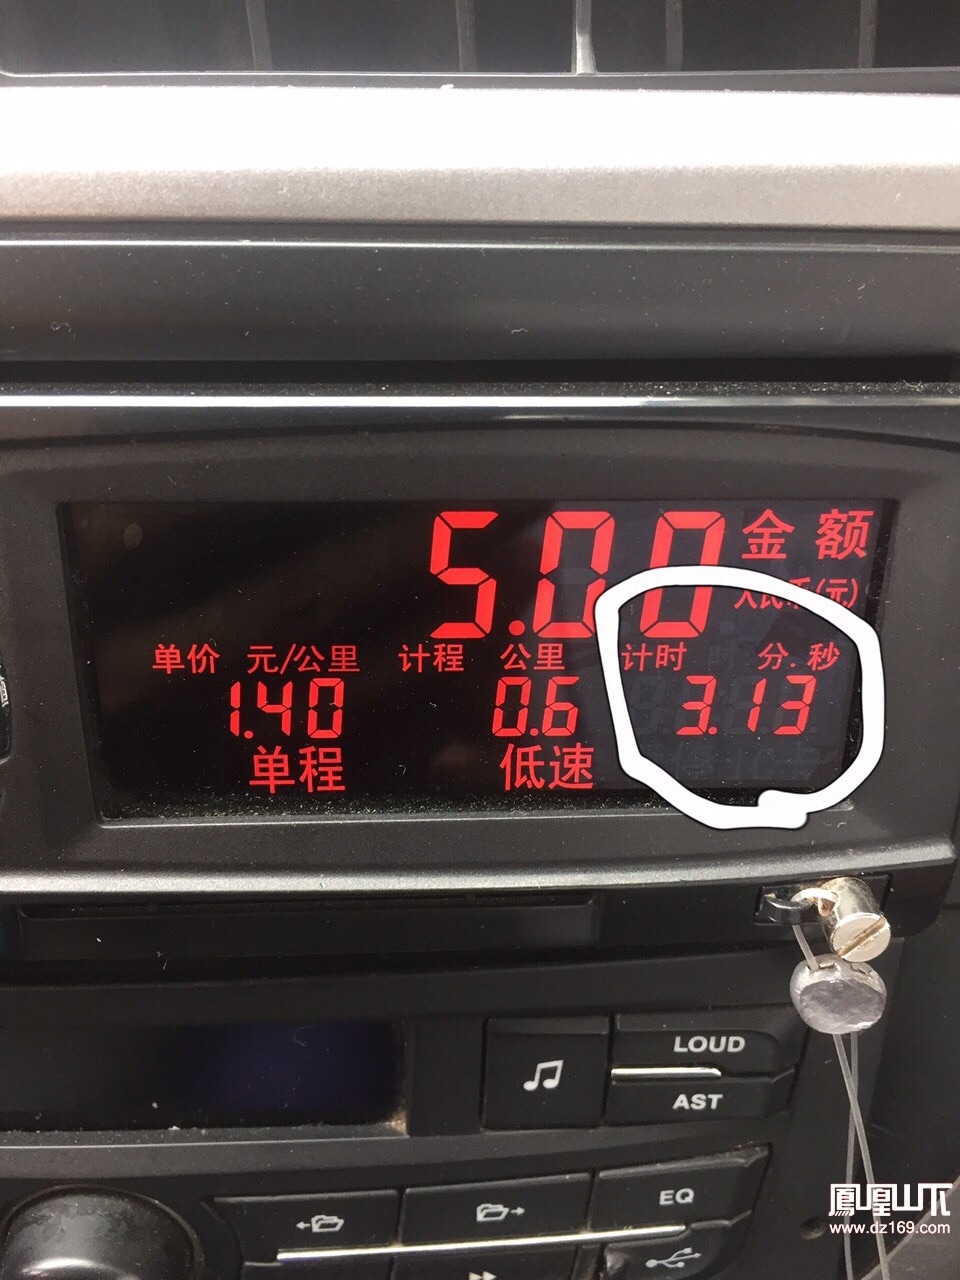 5.00 金额
人民币(元)
单价 元/公里 计程 公里 计时 分.秒
1.40 0.6 3.13
单程 低速
LOUD
AST
EQ
鳳凰山下
www.dz169.com